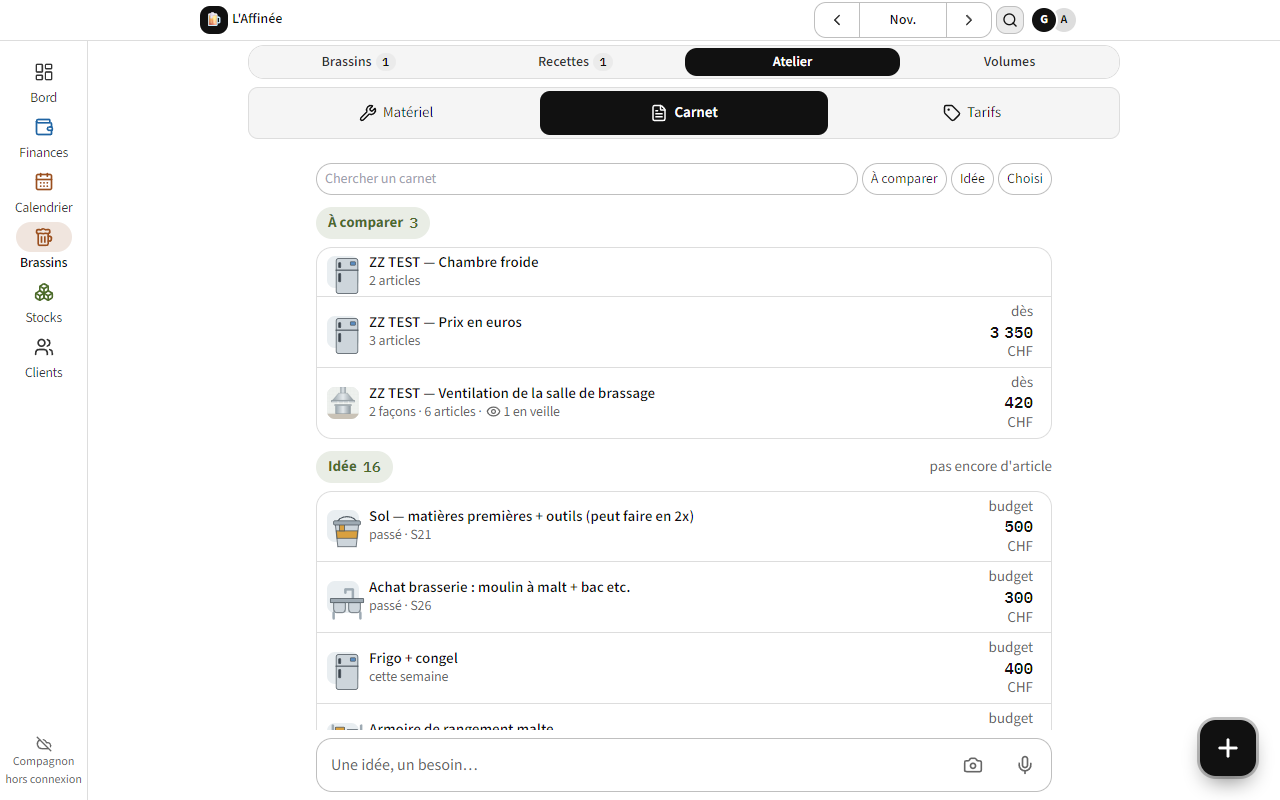 L'Affinée
Nov.
G
A
Brassins 1
Recettes 1
Atelier
Volumes
Matériel
Carnet
Tarifs
Bord
Finances
Calendrier
Brassins
Stocks
Clients
Compagnon
hors connexion
Chercher un carnet
À comparer
Idée
Choisi
À comparer 3
ZZ TEST — Chambre froide
2 articles
ZZ TEST — Prix en euros
3 articles
dès
3 350
CHF
ZZ TEST — Ventilation de la salle de brassage
2 façons · 6 articles · 1 en veille
dès
420
CHF
Idée 16
pas encore d'article
Sol — matières premières + outils (peut faire en 2x)
passé · S21
budget
500
CHF
Achat brasserie : moulin à malt + bac etc.
passé · S26
budget
300
CHF
Frigo + congel
cette semaine
budget
400
CHF
Armoire de rangement malte
budget
Une idée, un besoin…